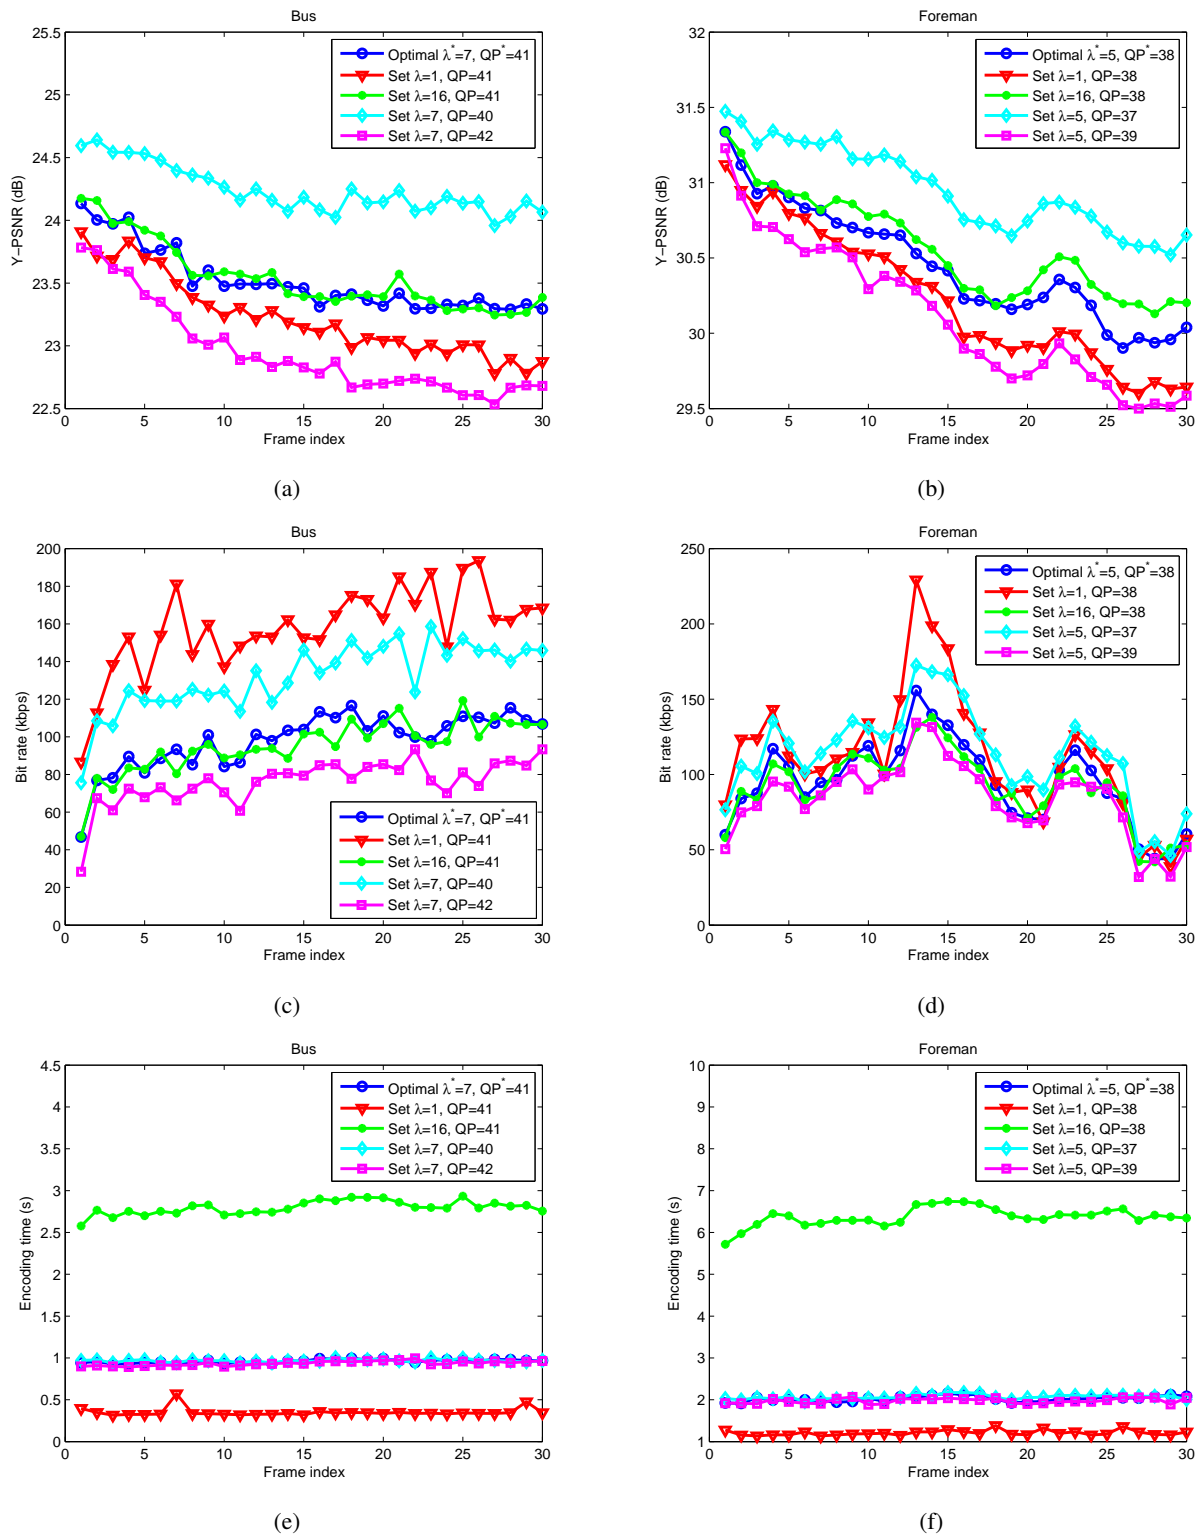 Bus
25.5
25
24.5
24
23.5
23
22.5
0 5 10 15 20 25 30
Y−PSNR (dB)
Frame index
Optimal λ*=7, QP*=41
Set λ=1, QP=41
Set λ=16, QP=41
Set λ=7, QP=40
Set λ=7, QP=42
(a)
Foreman
32
31.5
31
30.5
30
29.5
0 5 10 15 20 25 30
Y−PSNR (dB)
Frame index
Optimal λ*=5, QP*=38
Set λ=1, QP=38
Set λ=16, QP=38
Set λ=5, QP=37
Set λ=5, QP=39
(b)
Bus
200
180
160
140
120
100
80
60
40
20
0
0 5 10 15 20 25 30
Bit rate (kbps)
Frame index
Optimal λ*=7, QP*=41
Set λ=1, QP=41
Set λ=16, QP=41
Set λ=7, QP=40
Set λ=7, QP=42
(c)
Foreman
250
200
150
100
50
0
0 5 10 15 20 25 30
Bit rate (kbps)
Frame index
Optimal λ*=5, QP*=38
Set λ=1, QP=38
Set λ=16, QP=38
Set λ=5, QP=37
Set λ=5, QP=39
(d)
Bus
4.5
4
3.5
3
2.5
2
1.5
1
0.5
0
0 5 10 15 20 25 30
Encoding time (s)
Frame index
Optimal λ*=7, QP*=41
Set λ=1, QP=41
Set λ=16, QP=41
Set λ=7, QP=40
Set λ=7, QP=42
(e)
Foreman
10
9
8
7
6
5
4
3
2
1
0 5 10 15 20 25 30
Encoding time (s)
Frame index
Optimal λ*=5, QP*=38
Set λ=1, QP=38
Set λ=16, QP=38
Set λ=5, QP=37
Set λ=5, QP=39
(f)